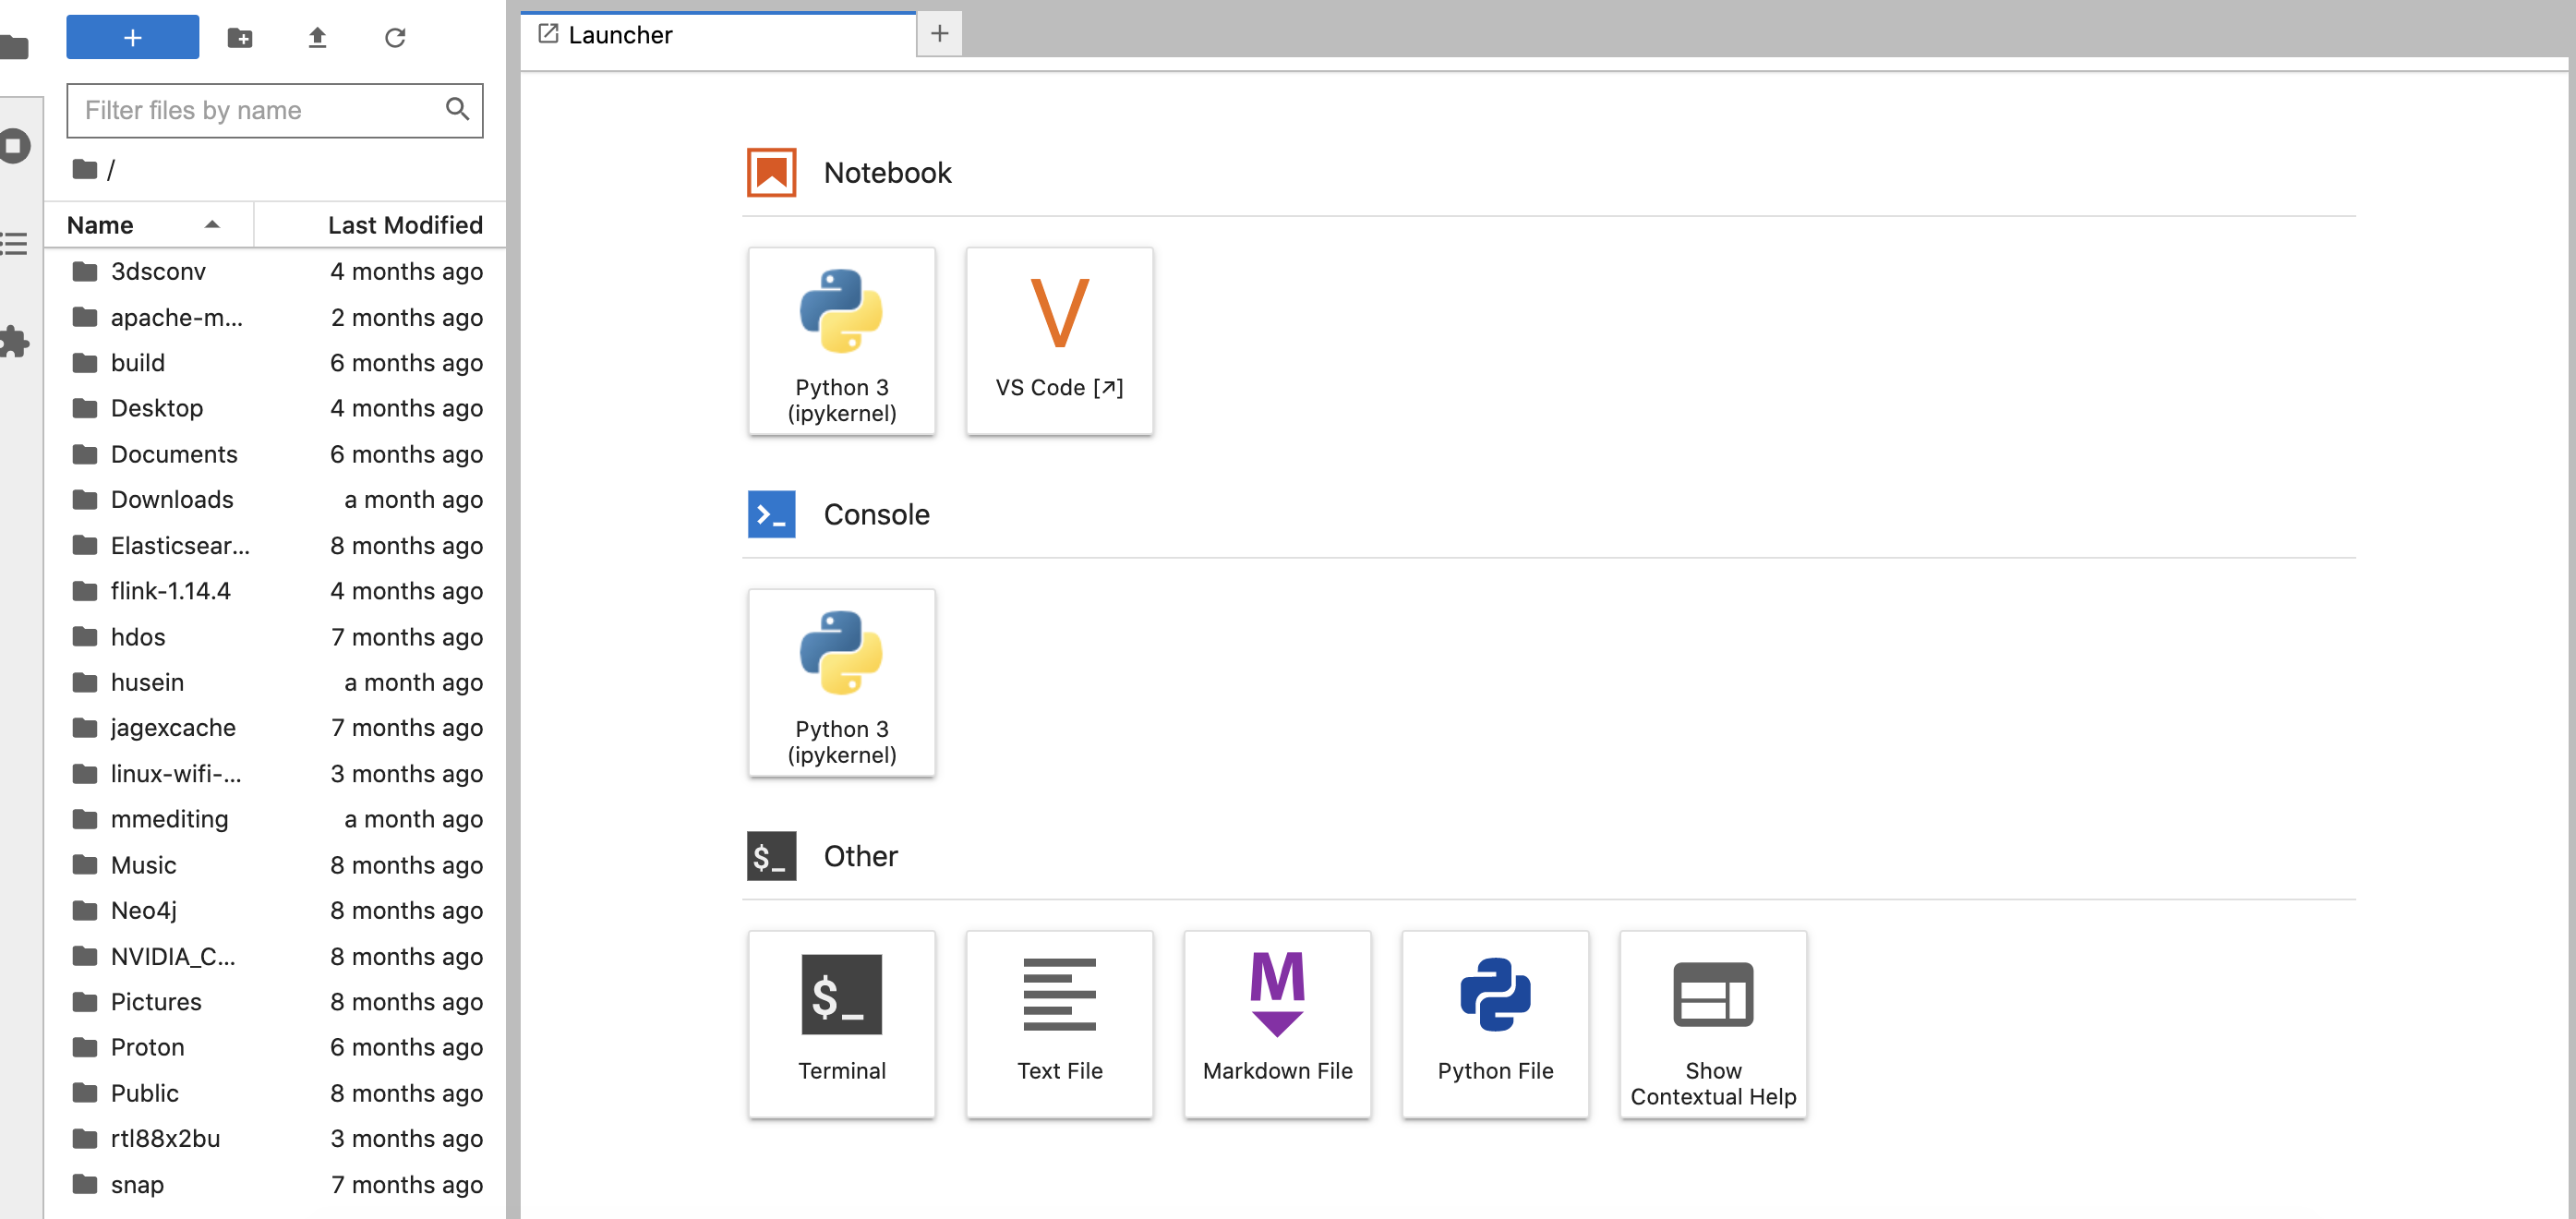 Launcher
Filter files by name
/
Name Last Modified
3dsconv 4 months ago
apache-m... 2 months ago
build 6 months ago
Desktop 4 months ago
Documents 6 months ago
Downloads a month ago
Elasticsear... 8 months ago
flink-1.14.4 4 months ago
hdos 7 months ago
husein a month ago
jagexcache 7 months ago
linux-wifi-... 3 months ago
mmediting a month ago
Music 8 months ago
Neo4j 8 months ago
NVIDIA_C... 8 months ago
Pictures 8 months ago
Proton 6 months ago
Public 8 months ago
rtl88x2bu 3 months ago
snap 7 months ago
Notebook
Python 3
(ipykernel)
V
VS Code [↗]
>_ Console
Python 3
(ipykernel)
$_ Other
$_
Terminal
Text File
M
Markdown File
Python File
Show
Contextual Help